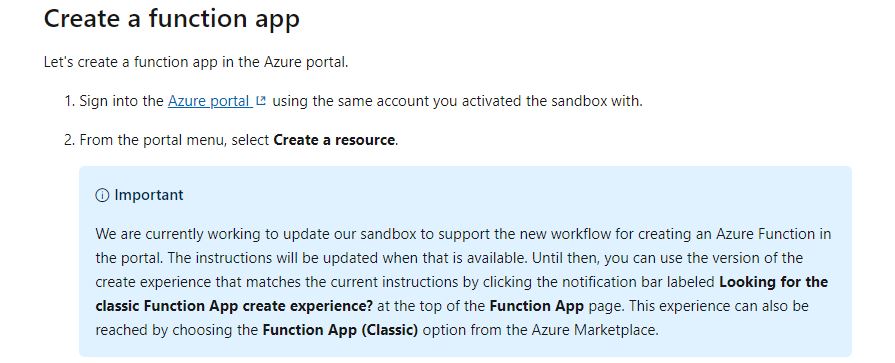 Create a function app
Let's create a function app in the Azure portal.
1. Sign into the Azure portal using the same account you activated the sandbox with.
2. From the portal menu, select Create a resource.
Important
We are currently working to update our sandbox to support the new workflow for creating an Azure Function in
the portal. The instructions will be updated when that is available. Until then, you can use the version of the
create experience that matches the current instructions by clicking the notification bar labeled Looking for the
classic Function App create experience? at the top of the Function App page. This experience can also be
reached by choosing the Function App (Classic) option from the Azure Marketplace.